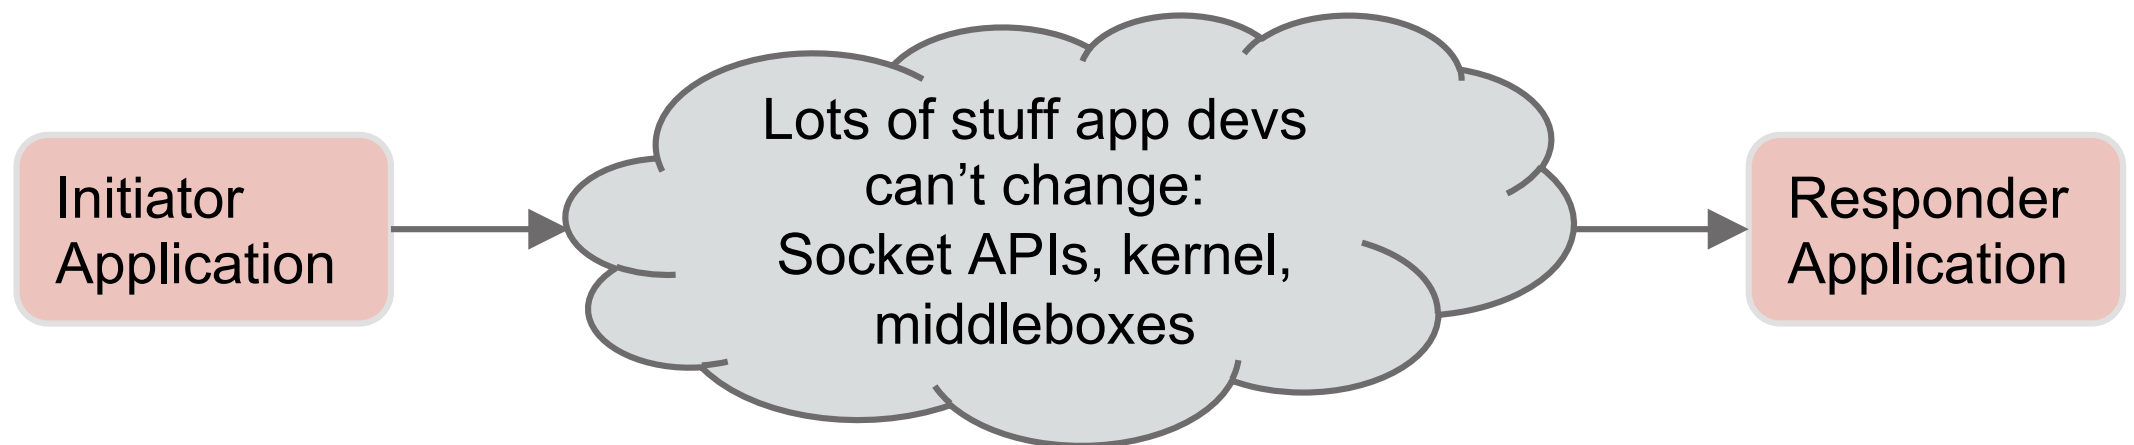 Initiator
Application
Lots of stuff app devs
can’t change:
Socket APIs, kernel,
middleboxes
Responder
Application